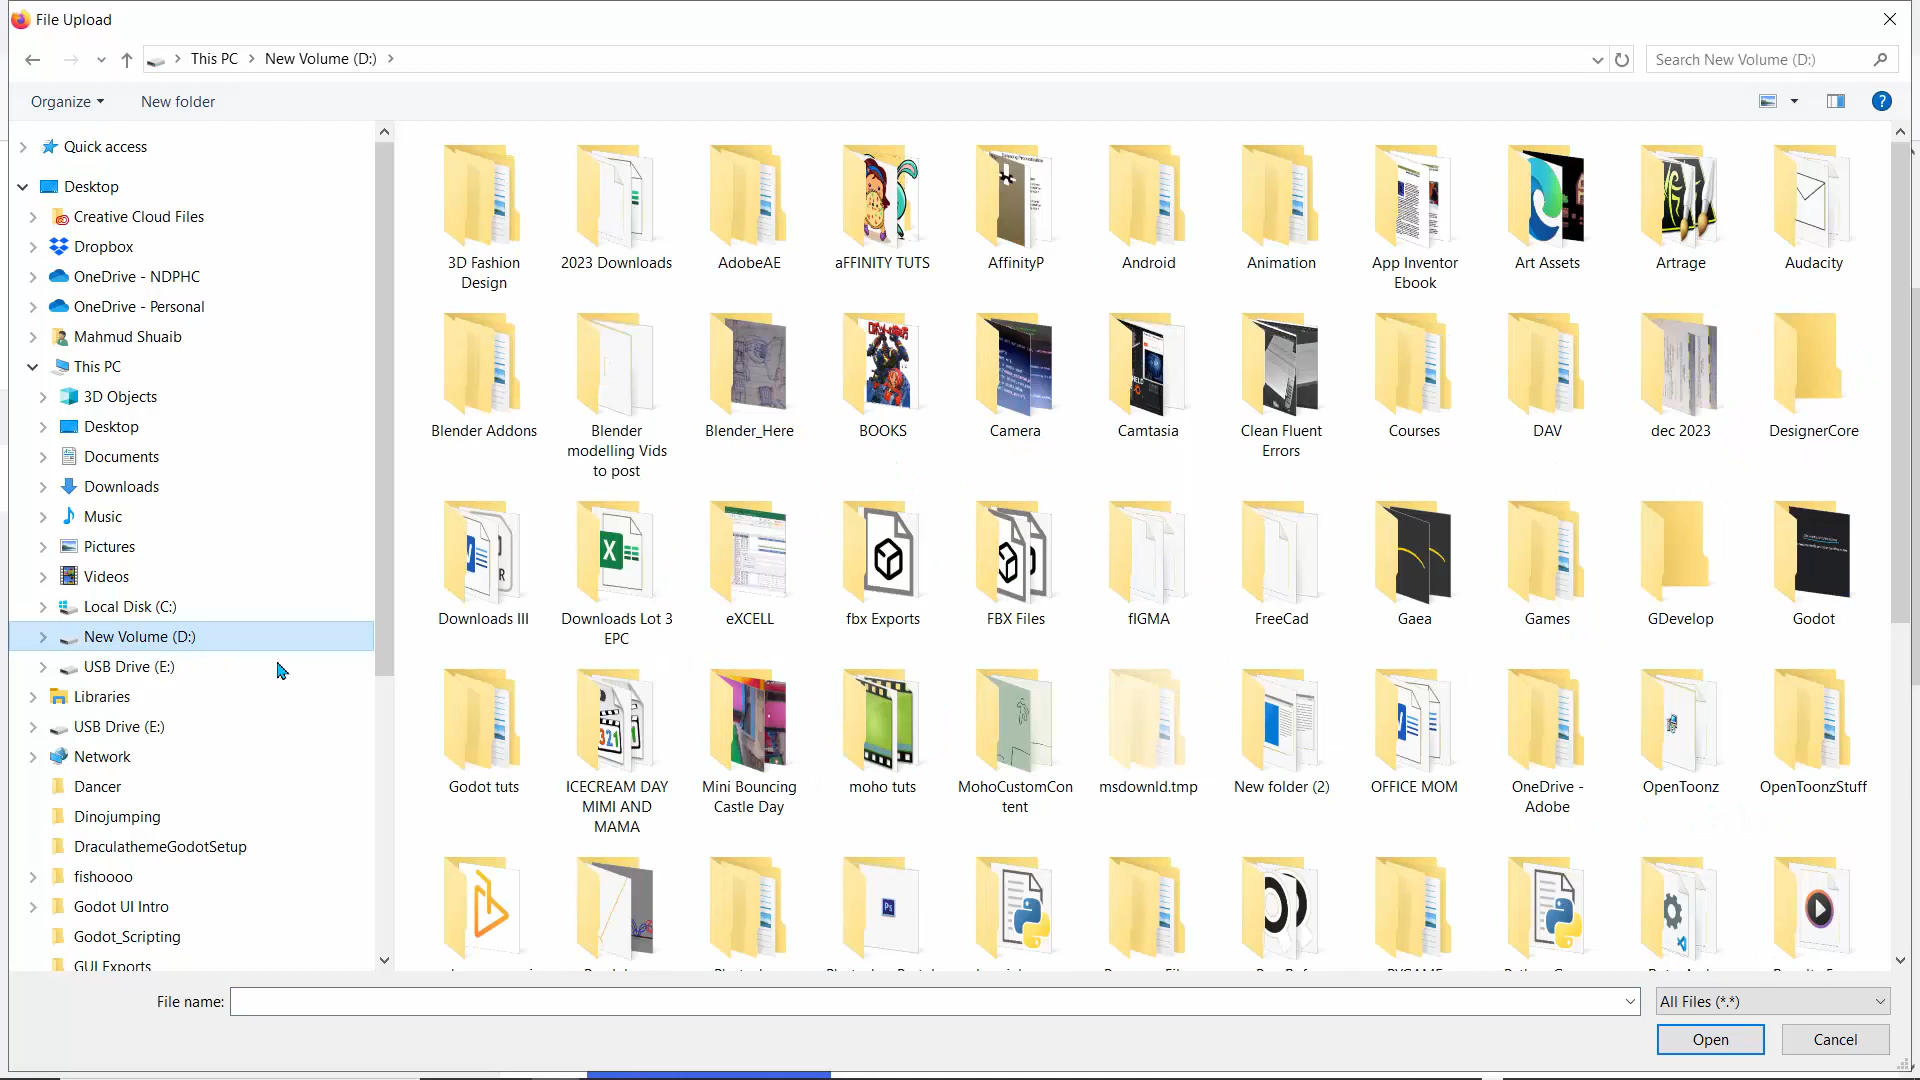 File Upload
This PC
New Volume (D:)
Search New Volume (D:)
Organize
New folder
Quick access
Desktop
Creative Cloud Files
Dropbox
OneDrive - NDPHC
OneDrive - Personal
Mahmud Shuaib
This PC
3D Objects
Desktop
Documents
Downloads
Music
Pictures
Videos
Local Disk (C:)
New Volume (D:)
USB Drive (E:)
Libraries
USB Drive (E:)
Network
Dancer
Dinojumping
DraculathemeGodotSetup
fishoooo
Godot UI Intro
Godot_Scripting
GUI Exports
3D Fashion
Design
2023 Downloads
AdobeAE
aFFINITY TUTS
AffinityP
Android
Animation
App Inventor
Ebook
Art Assets
Artrage
Audacity
Blender Addons
Blender
modelling Vids
to post
Blender_Here
BOOKS
Camera
Camtasia
Clean Fluent
Errors
Courses
DAV
dec 2023
DesignerCore
Downloads III
Downloads Lot 3
EPC
eXCELL
fbx Exports
FBX Files
fIGMA
FreeCad
Gaea
Games
GDevelop
Godot
Godot tuts
ICECREAM DAY
MIMI AND
MAMA
Mini Bouncing
Castle Day
moho tuts
MohoCustomCon
tent
msdownld.tmp
New folder (2)
OFFICE MOM
OneDrive -
Adobe
OpenToonz
OpenToonzStuff
File name:
All Files (*.*)
Open
Cancel